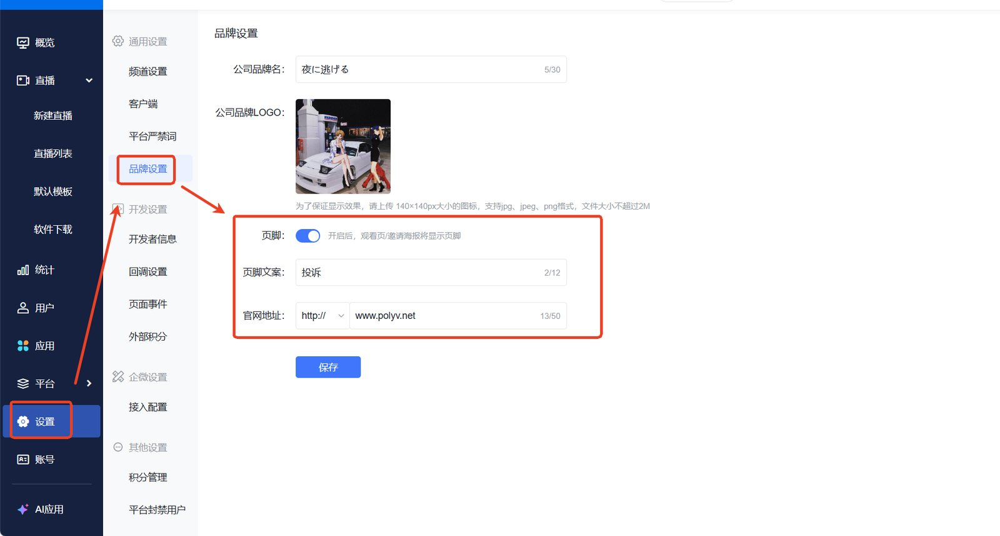 概览
直播
新建直播
直播列表
默认模板
软件下载
统计
用户
应用
平台
设置
账号
AI应用
通用设置
频道设置
客户端
平台严禁词
品牌设置
开发设置
开发者信息
回调设置
页面事件
外部积分
企微设置
接入配置
其他设置
积分管理
平台封禁用户
品牌设置
公司品牌名：
夜に逃げる
5/30
公司品牌LOGO：
为了保证显示效果，请上传 140×140px大小的图标，支持jpg、jpeg、png格式，文件大小不超过2M
页脚：
开启后，观看页/邀请海报将显示页脚
页脚文案：
投诉
2/12
官网地址：
http://
www.polyv.net
13/50
保存